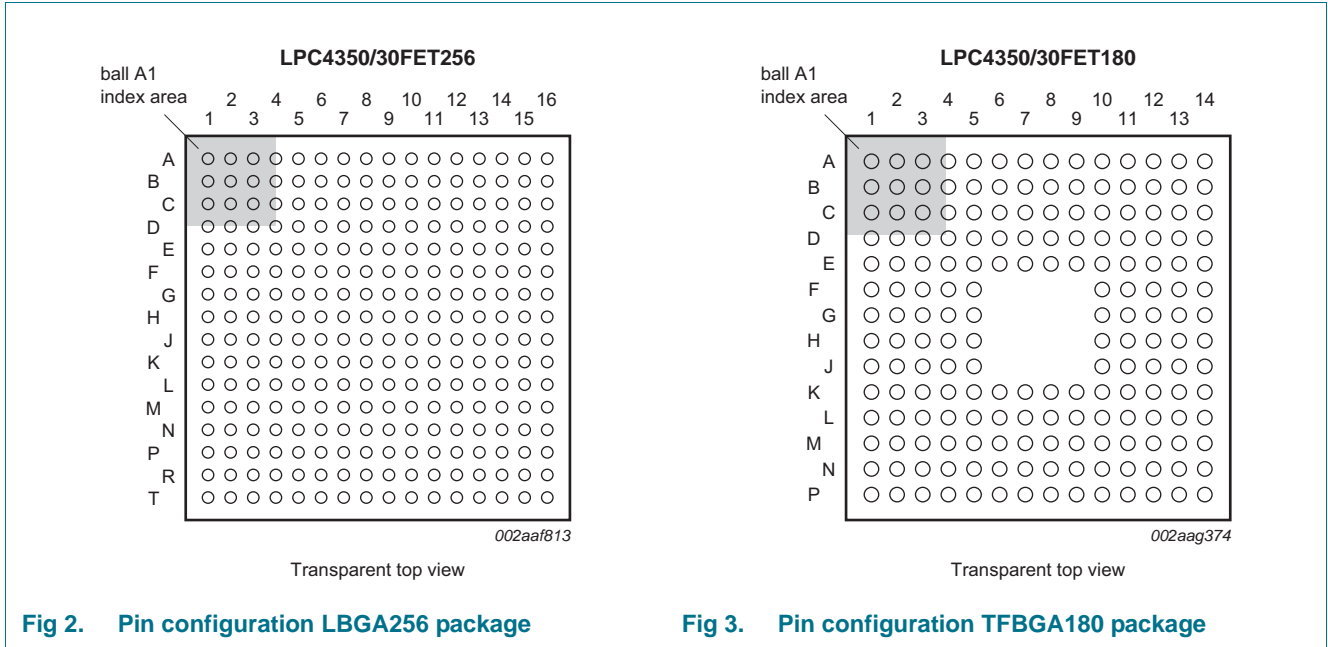 LPC4350/30FET256
ball A1
index area
2 4 6 8 10 12 14 16
1 3 5 7 9 11 13 15
A
B
C
D
E
F
G
H
J
K
L
M
N
P
R
T
002aaf813
Transparent top view
Fig 2. Pin configuration LBGA256 package
LPC4350/30FET180
ball A1
index area
2 4 6 8 10 12 14
1 3 5 7 9 11 13
A
B
C
D
E
F
G
H
J
K
L
M
N
P
002aag374
Transparent top view
Fig 3. Pin configuration TFBGA180 package